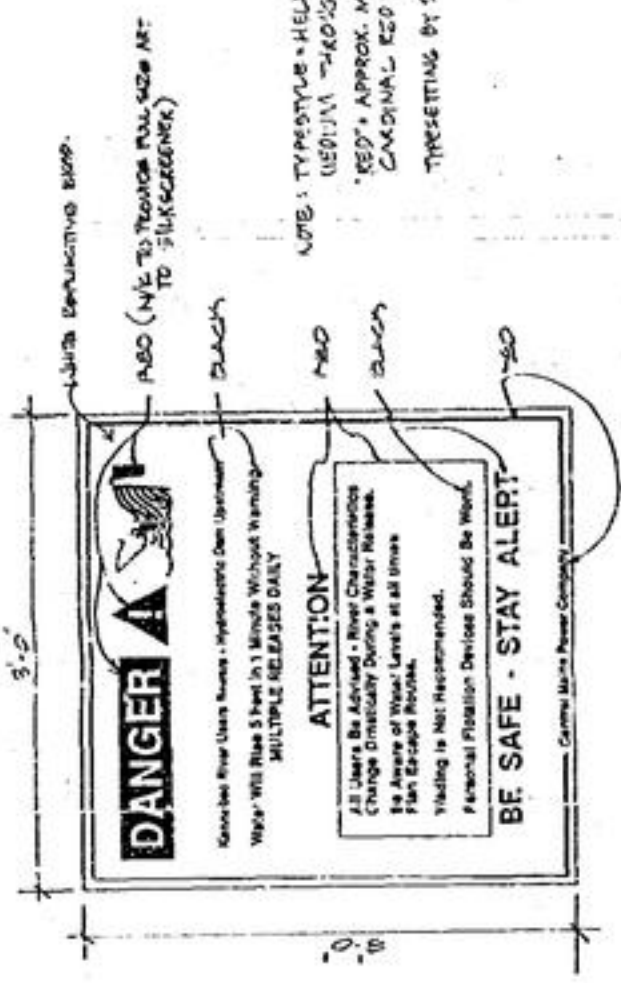 3'-0"
WHITE REFLECTIVE BKGD.
DANGER
RED (N/E TO PROVIDE FULL SIZE ART
TO SILKSCREENER)
Kennebec River Users Beware - Hydroelectric Dam Upstream
Water Will Rise 5 Feet in 1 Minute Without Warning
MULTIPLE RELEASES DAILY
BLACK
ATTENTION
RED
All Users Be Advised - River Characteristics
Change Drastically During a Water Release.
Be Aware of Water Levels at all times
Plan Escape Routes.
Wading is Not Recommended.
Personal Flotation Devices Should Be Worn.
BLACK
BE SAFE - STAY ALERT
RED
Central Maine Power Company
NOTE: TYPESTYLE = HEL
MEDIUM
"RED" = APPROX.
CARDINAL RED
TYPESETTING BY